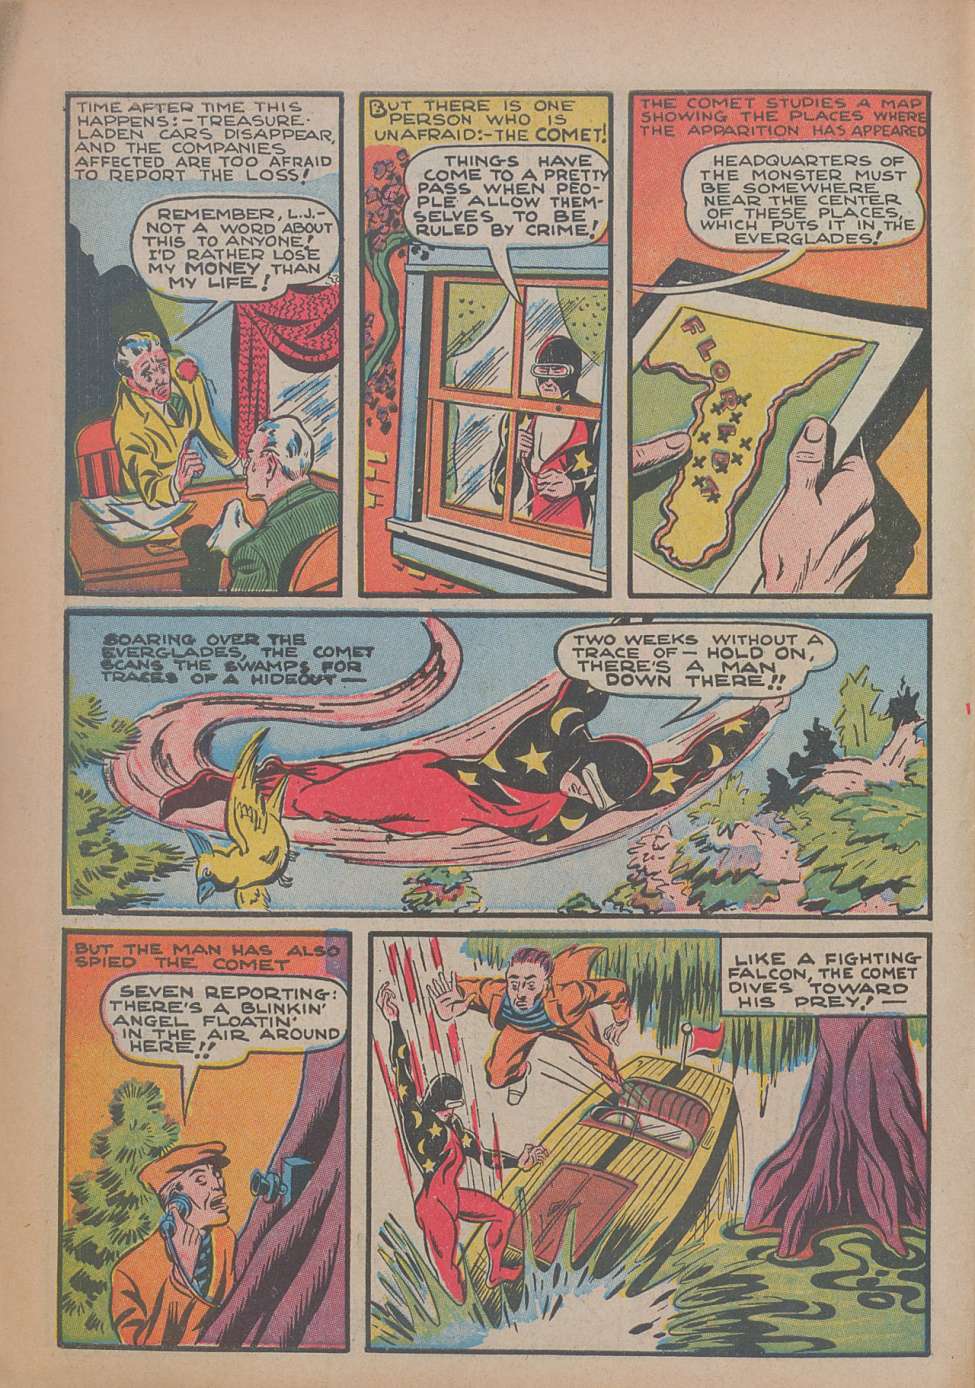 TIME AFTER TIME THIS
HAPPENS:-TREASURE-
LADEN CARS DISAPPEAR,
AND THE COMPANIES
AFFECTED ARE TOO AFRAID
TO REPORT THE LOSS!
REMEMBER, L.J.-
NOT A WORD ABOUT
THIS TO ANYONE!
I'D RATHER LOSE
MY MONEY THAN
MY LIFE!
BUT THERE IS ONE
PERSON WHO IS
UNAFRAID:-THE COMET!
THINGS HAVE
COME TO A PRETTY
PASS WHEN PEO-
PLE ALLOW THEM-
SELVES TO BE
RULED BY CRIME!
THE COMET STUDIES A MAP
SHOWING THE PLACES WHERE
THE APPARITION HAS APPEARED
HEADQUARTERS OF
THE MONSTER MUST
BE SOMEWHERE
NEAR THE CENTER
OF THESE PLACES,-
WHICH PUTS IT IN THE
EVERGLADES!
FLORIDA
SOARING OVER THE
EVERGLADES, THE COMET
SCANS THE SWAMPS FOR
TRACES OF A HIDEOUT—
TWO WEEKS WITHOUT A
TRACE OF— HOLD ON,
THERE'S A MAN
DOWN THERE!!
BUT THE MAN HAS ALSO
SPIED THE COMET
SEVEN REPORTING:
THERE'S A BLINKIN'
ANGEL FLOATIN'
IN THE AIR AROUND
HERE!!
LIKE A FIGHTING
FALCON, THE COMET
DIVES TOWARD
HIS PREY!—